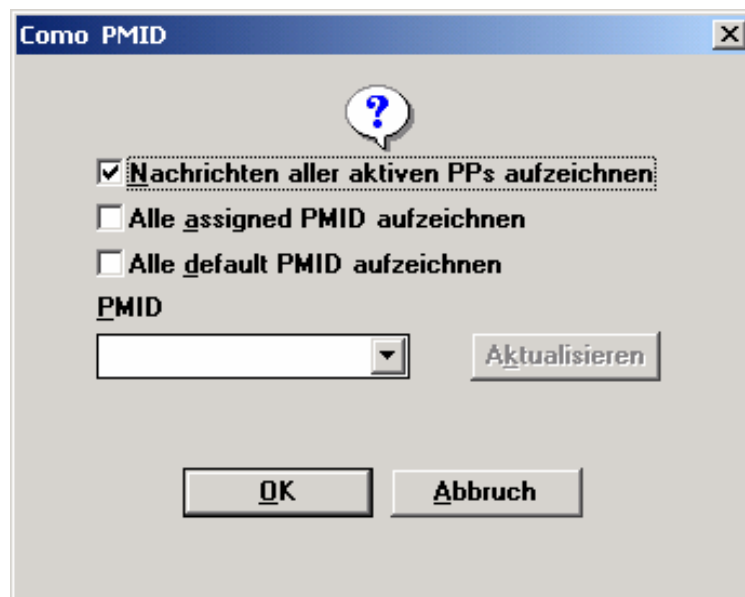 Como PMID
Nachrichten aller aktiven PPs aufzeichnen
Alle assigned PMID aufzeichnen
Alle default PMID aufzeichnen
PMID
Aktualisieren
OK
Abbruch